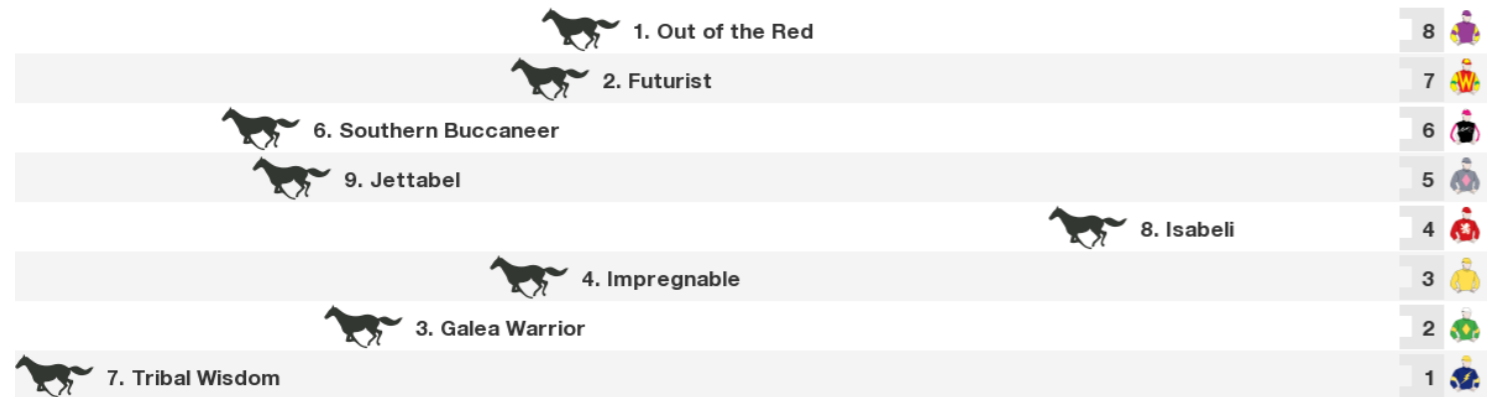 1. Out of the Red 8
2. Futurist 7 W
6. Southern Buccaneer 6
9. Jettabel 5
8. Isabeli 4
4. Impregnable 3
3. Galea Warrior 2
7. Tribal Wisdom 1